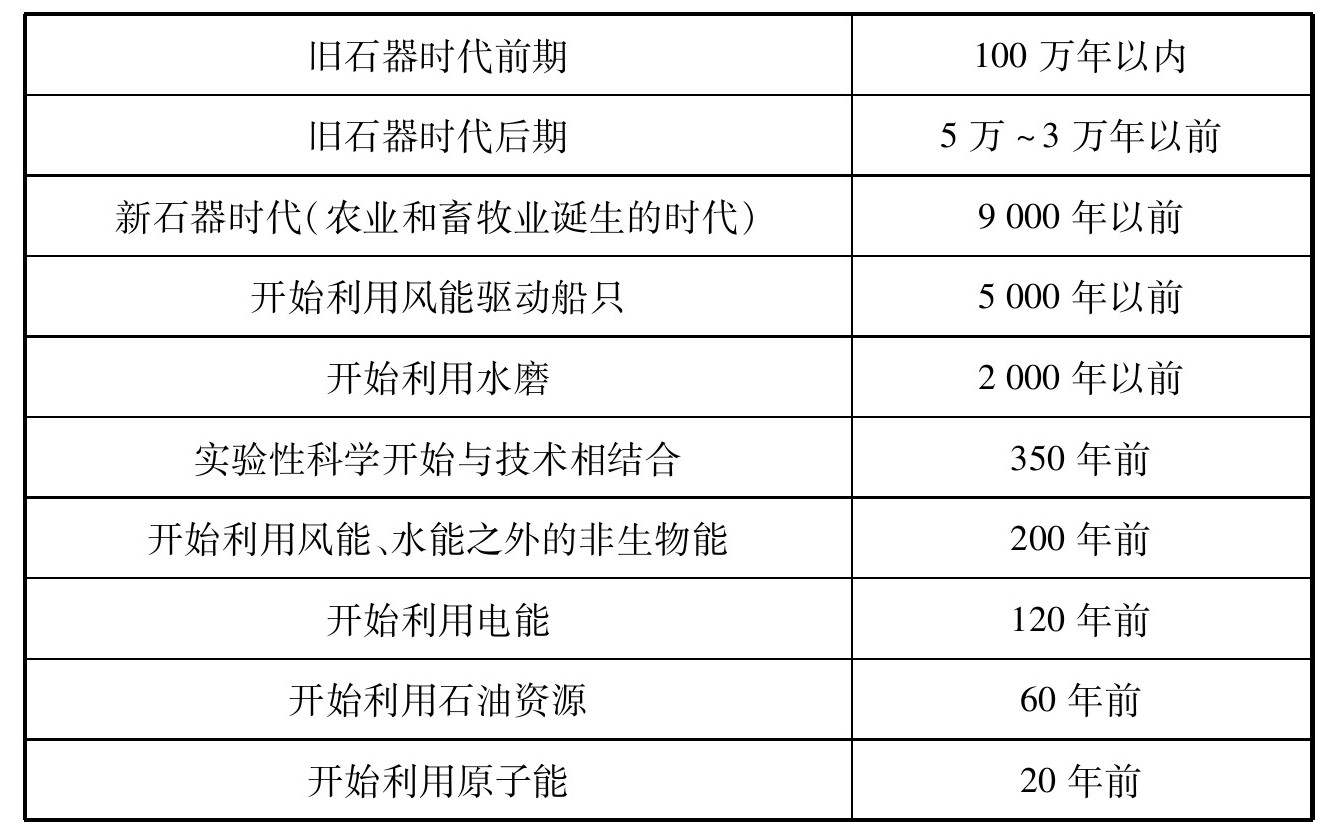 旧石器时代前期 100 万年以内
旧石器时代后期 5 万~3 万年以前
新石器时代(农业和畜牧业诞生的时代) 9 000 年以前
开始利用风能驱动船只 5 000 年以前
开始利用水磨 2 000 年以前
实验性科学开始与技术相结合 350 年前
开始利用风能、水能之外的非生物能 200 年前
开始利用电能 120 年前
开始利用石油资源 60 年前
开始利用原子能 20 年前